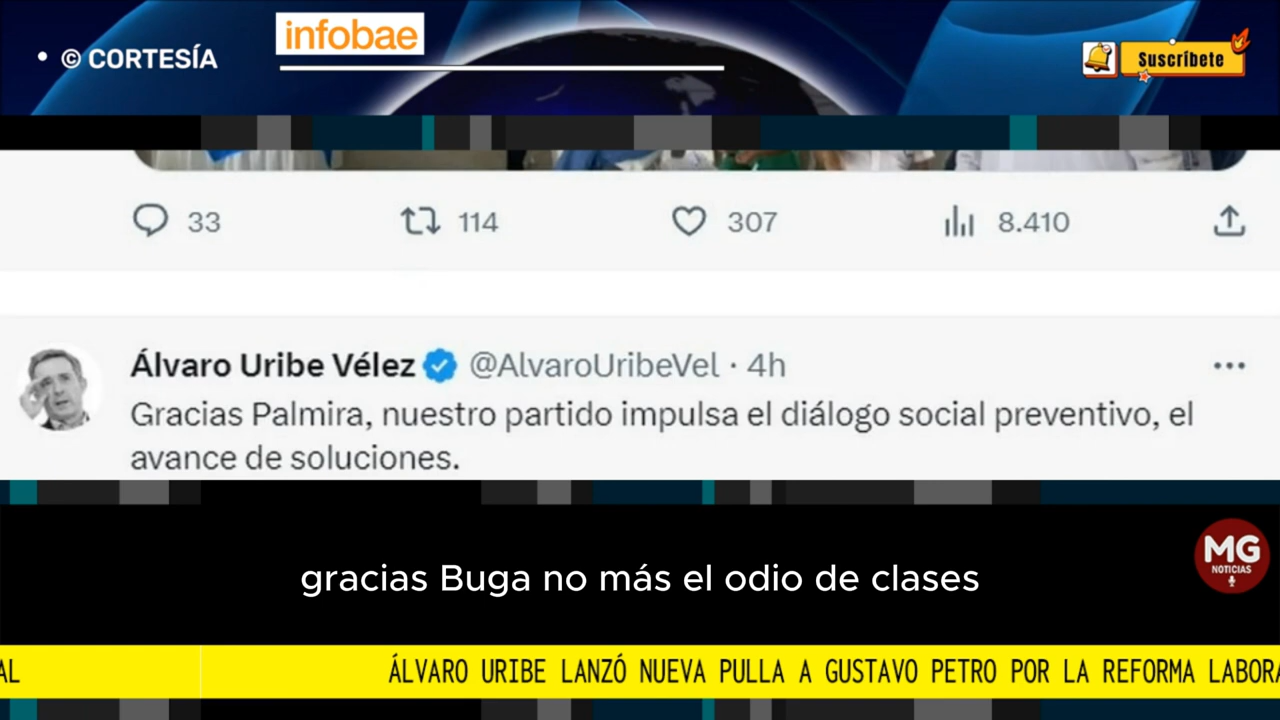 • © CORTESÍA
infobae
Suscríbete
33 114 307 8.410
Álvaro Uribe Vélez @AlvaroUribeVel · 4h
Gracias Palmira, nuestro partido impulsa el diálogo social preventivo, el
avance de soluciones.
gracias Buga no más el odio de clases
MG
NOTICIAS
AL
ÁLVARO URIBE LANZÓ NUEVA PULLA A GUSTAVO PETRO POR LA REFORMA LABORA